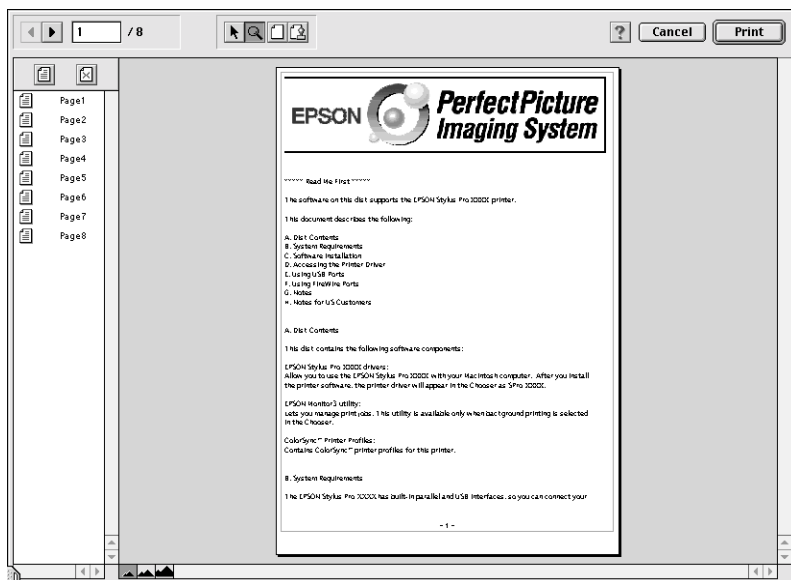 1 / 8
? Cancel Print
Page1
Page2
Page3
Page4
Page5
Page6
Page7
Page8
EPSON PerfectPicture
Imaging System
***** Read Me First *****
The software on this disk supports the EPSON Stylus Pro XXXX printer.
This document describes the following:
A. Disk Contents
B. System Requirements
C. Software Installation
D. Accessing the Printer Driver
E. Using USB Ports
F. Using FireWire Ports
G. Notes
H. Notes for US Customers
A. Disk Contents
This disk contains the following software components:
EPSON Stylus Pro XXXX drivers:
Allow you to use the EPSON Stylus Pro XXXX with your Macintosh computer. After you install
the printer software, the printer driver will appear in the Chooser as SPro XXXX.
EPSON Monitor3 utility:
Lets you manage print jobs. This utility is available only when background printing is selected
in the Chooser.
ColorSync™ Printer Profiles:
Contains ColorSync™ printer profiles for this printer.
B. System Requirements
The EPSON Stylus Pro XXXX has built-in parallel and USB interfaces, so you can connect your
- 1 -